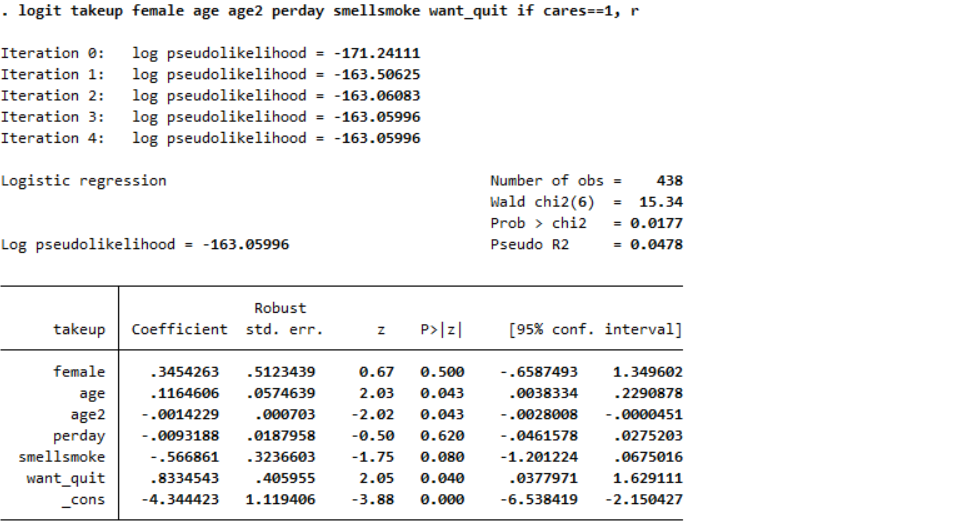 . logit takeup female age age2 perday smellsmoke want_quit if cares==1, r
Iteration 0:   log pseudolikelihood = -171.24111
Iteration 1:   log pseudolikelihood = -163.50625
Iteration 2:   log pseudolikelihood = -163.06083
Iteration 3:   log pseudolikelihood = -163.05996
Iteration 4:   log pseudolikelihood = -163.05996
Logistic regression                                     Number of obs =    438
Wald chi2(6)  =  15.34
Prob > chi2   = 0.0177
Log pseudolikelihood = -163.05996                       Pseudo R2     = 0.0478
Robust
takeup   Coefficient  std. err.      z    P>|z|     [95% conf. interval]
female   .3454263   .5123439     0.67   0.500    -.6587493    1.349602
age   .1164606   .0574639     2.03   0.043     .0038334    .2290878
age2   -.0014229    .000703    -2.02   0.043    -.0028008   -.0000451
perday   -.0093188   .0187958    -0.50   0.620    -.0461578    .0275203
smellsmoke   -.566861   .3236603    -1.75   0.080    -1.201224    .0675016
want_quit   .8334543    .405955     2.05   0.040     .0377971    1.629111
_cons   -4.344423   1.119406    -3.88   0.000    -6.538419   -2.150427